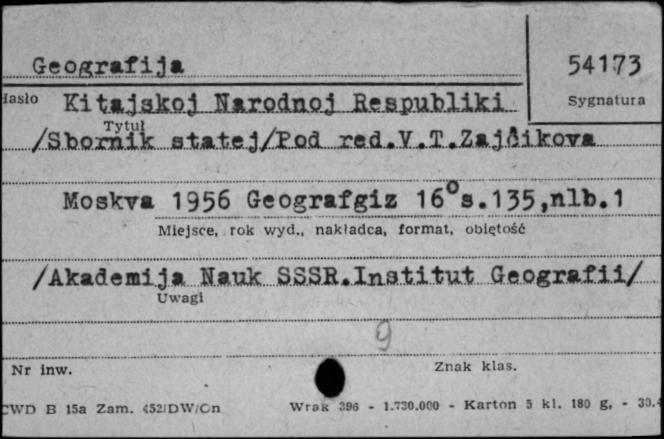 Geografija
54173
Hasło
Kitajskoj Narodnoj Respubliki
Sygnatura
Tytuł
/Sbornik statej/Pod red.V.T.Zajčikova
Moskva 1956 Geografgiz 16°s.135,nlb.1
Miejsce, rok wyd., nakładca, format, objętość
/Akademija Nauk SSSR.Institut Geografii/
Uwagi
9
Nr inw.
Znak klas.
CWD B 15a Zam. 452/DW/Cn
Wrak 396 - 1.730.000 - Karton 5 kl. 180 g. - 30.4